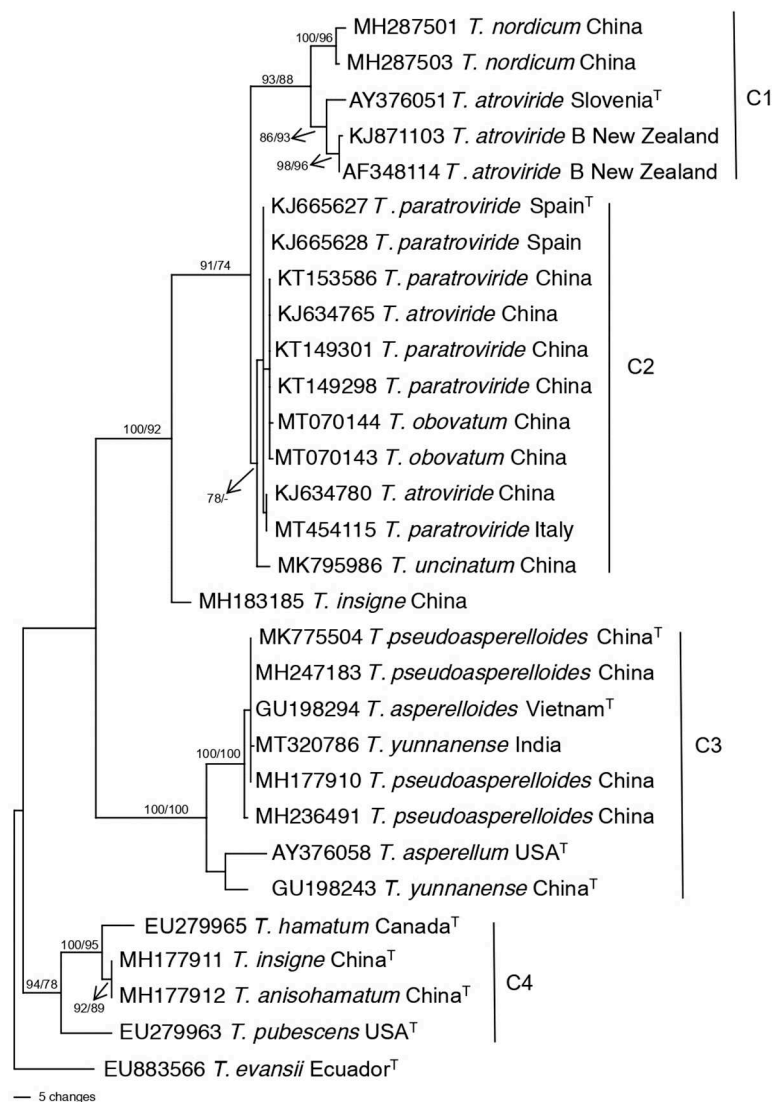 MH287501 T. nordicum China
100/96
MH287503 T. nordicum China
93/88
AY376051 T. atroviride Slovenia^T
C1
86/93
KJ871103 T. atroviride B New Zealand
98/96
AF348114 T. atroviride B New Zealand
KJ665627 T. paratroviride Spain^T
KJ665628 T. paratroviride Spain
91/74
KT153586 T. paratroviride China
KJ634765 T. atroviride China
KT149301 T. paratroviride China
C2
KT149298 T. paratroviride China
MT070144 T. obovatum China
100/92
MT070143 T. obovatum China
KJ634780 T. atroviride China
78/-
MT454115 T. paratroviride Italy
MK795986 T. uncinatum China
MH183185 T. insigne China
MK775504 T.pseudoasperelloides China^T
MH247183 T. pseudoasperelloides China
GU198294 T. asperelloides Vietnam^T
MT320786 T. yunnanense India
C3
100/100
MH177910 T. pseudoasperelloides China
100/100
MH236491 T. pseudoasperelloides China
AY376058 T. asperellum USA^T
GU198243 T. yunnanense China^T
EU279965 T. hamatum Canada^T
100/95
MH177911 T. insigne China^T
94/78
C4
MH177912 T. anisohamatum China^T
92/89
EU279963 T. pubescens USA^T
EU883566 T. evansii Ecuador^T
5 changes